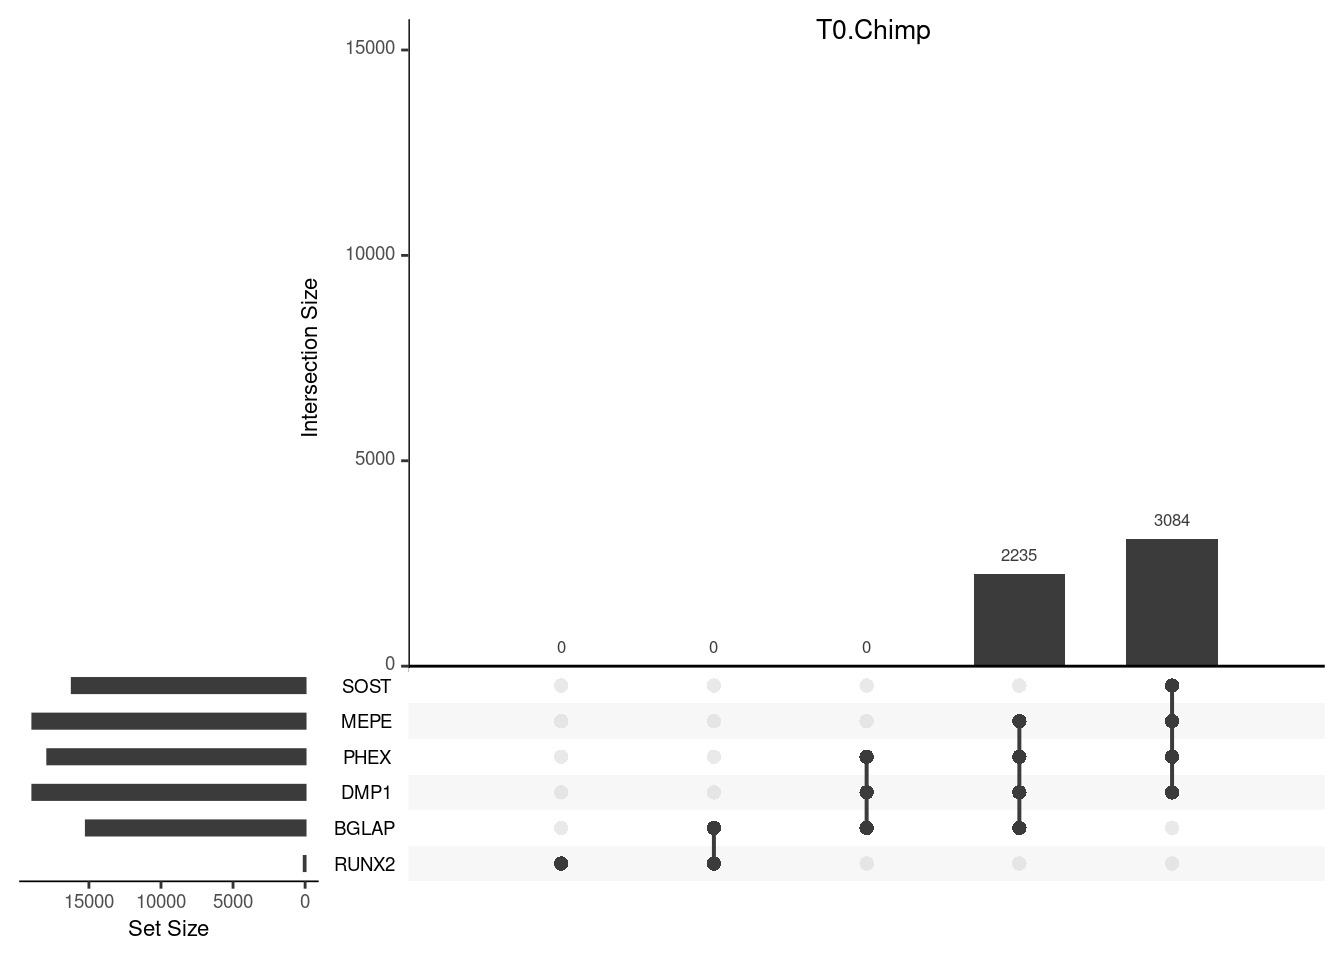 T0.Chimp
15000
10000
5000
0
Intersection Size
0
0
0
2235
3084
SOST
MEPE
PHEX
DMP1
BGLAP
RUNX2
15000 10000 5000 0
Set Size